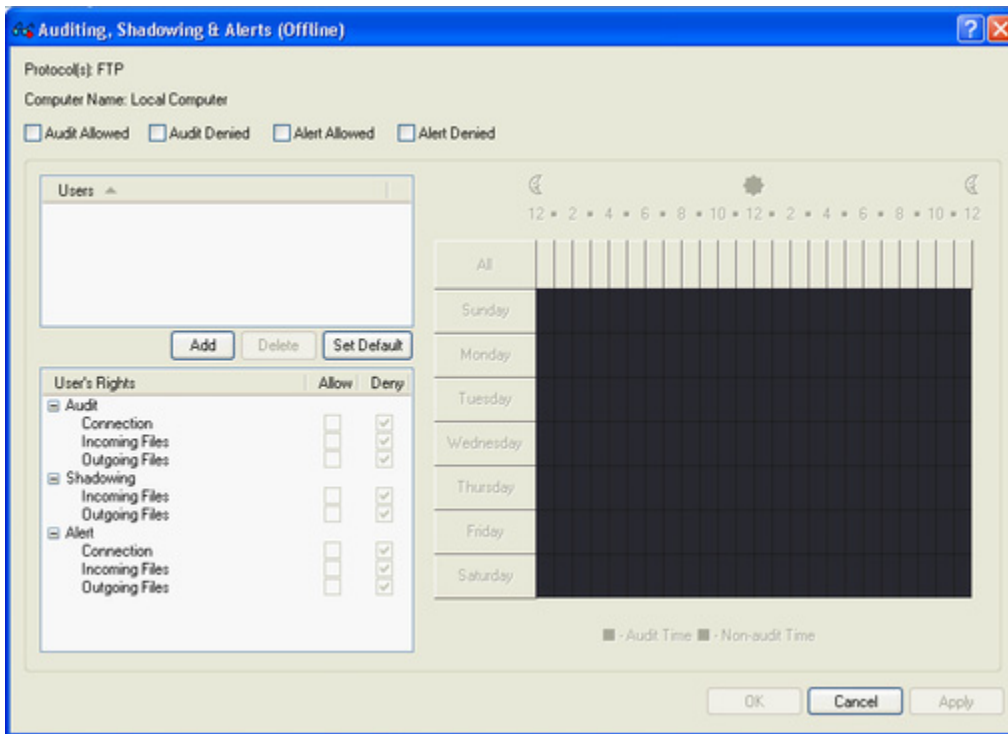 Auditing, Shadowing & Alerts (Offline)
Protocol(s): FTP
Computer Name: Local Computer
Audit Allowed Audit Denied Alert Allowed Alert Denied
Users
Add Delete Set Default
User's Rights Allow Deny
Audit
Connection
Incoming Files
Outgoing Files
Shadowing
Incoming Files
Outgoing Files
Alert
Connection
Incoming Files
Outgoing Files
12 • 2 • 4 • 6 • 8 • 10 • 12 • 2 • 4 • 6 • 8 • 10 • 12
All
Sunday
Monday
Tuesday
Wednesday
Thursday
Friday
Saturday
- Audit Time - Non-audit Time
OK Cancel Apply